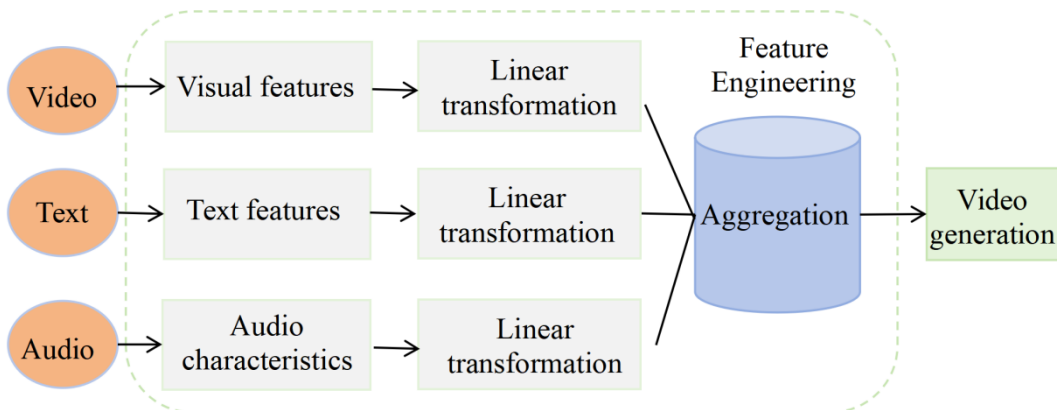 Video
Visual features
Linear
transformation
Feature
Engineering
Text
Text features
Linear
transformation
Aggregation
Video
generation
Audio
Audio
characteristics
Linear
transformation